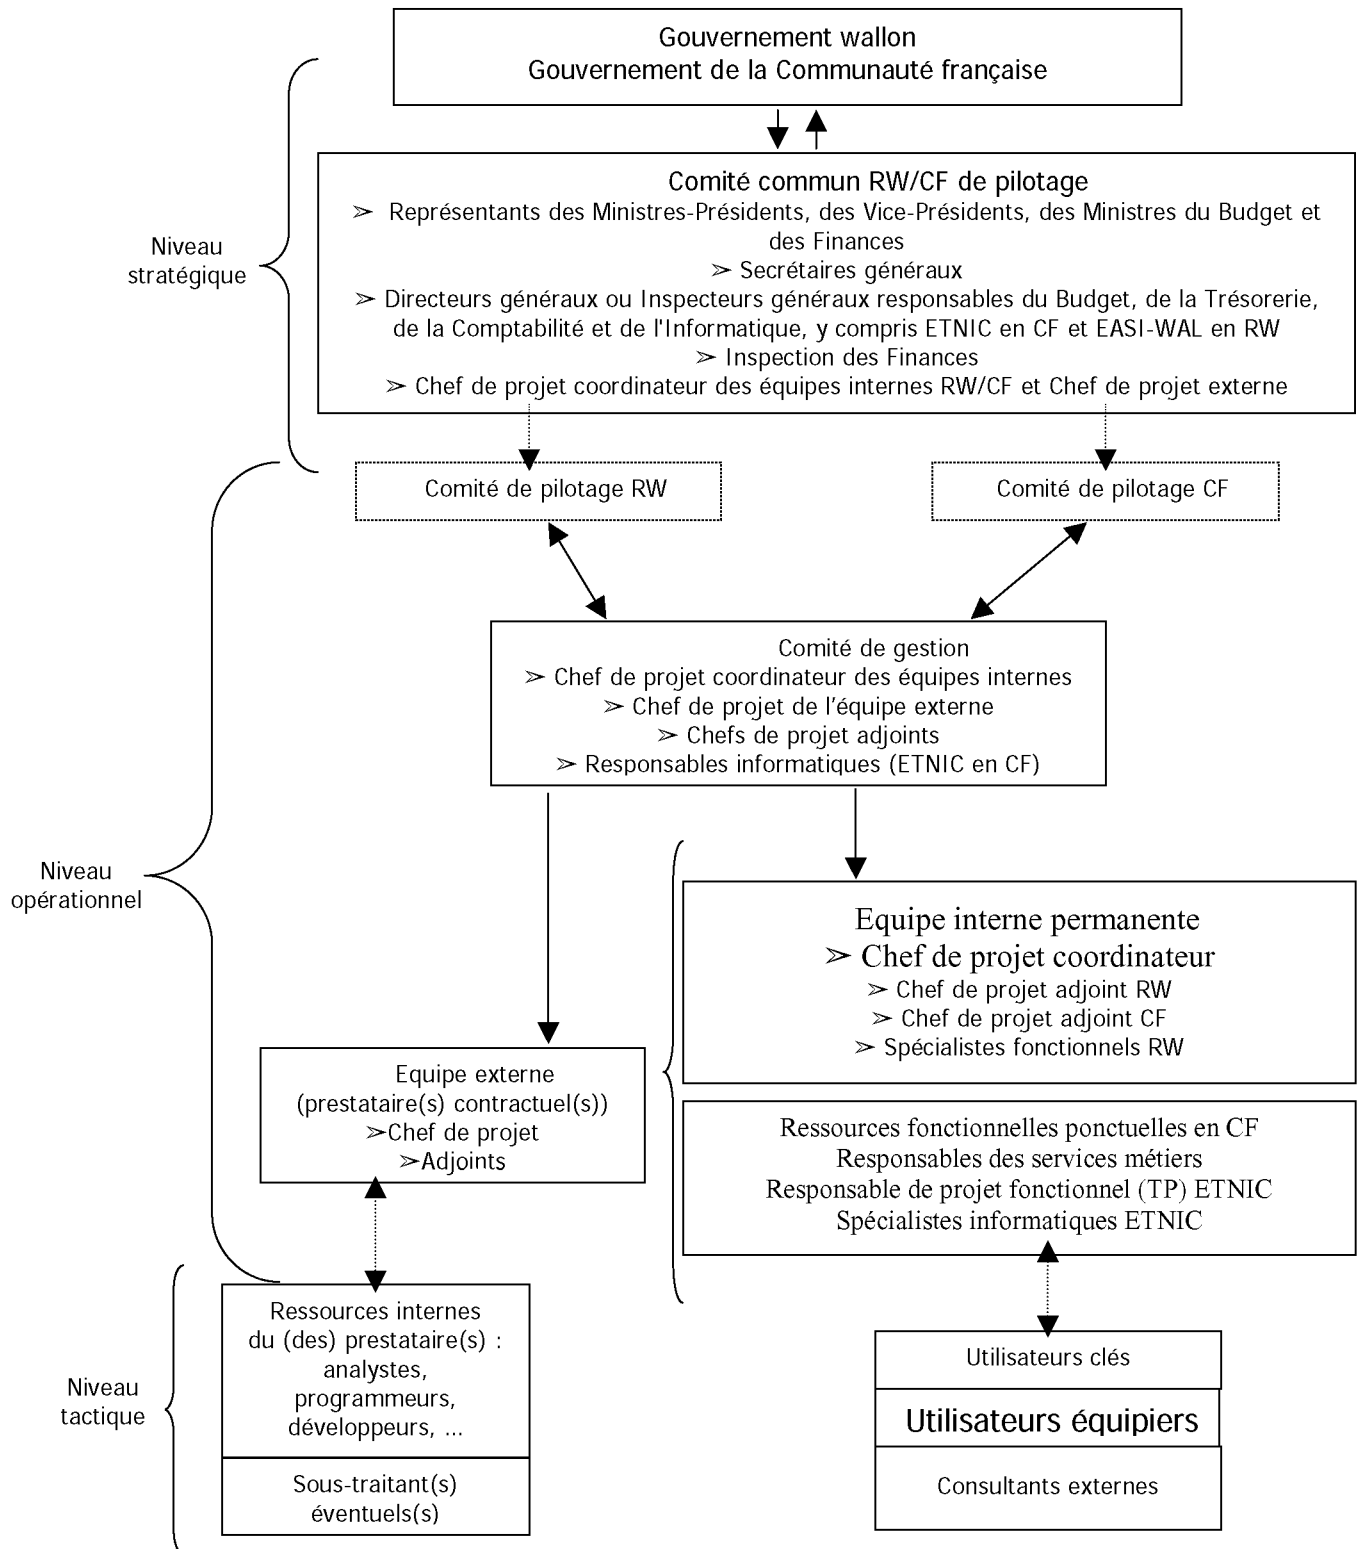 Gouvernement wallon
Gouvernement de la Communauté française
Comité commun RW/CF de pilotage
➢ Représentants des Ministres-Présidents, des Vice-Présidents, des Ministres du Budget et
des Finances
➢ Secrétaires généraux
➢ Directeurs généraux ou Inspecteurs généraux responsables du Budget, de la Trésorerie,
de la Comptabilité et de l'Informatique, y compris ETNIC en CF et EASI-WAL en RW
➢ Inspection des Finances
➢ Chef de projet coordinateur des équipes internes RW/CF et Chef de projet externe
Niveau
stratégique
Comité de pilotage RW
Comité de pilotage CF
Comité de gestion
➢ Chef de projet coordinateur des équipes internes
➢ Chef de projet de l'équipe externe
➢ Chefs de projet adjoints
➢ Responsables informatiques (ETNIC en CF)
Niveau
opérationnel
Equipe interne permanente
➢ Chef de projet coordinateur
➢ Chef de projet adjoint RW
➢ Chef de projet adjoint CF
➢ Spécialistes fonctionnels RW
Equipe externe
(prestataire(s) contractuel(s))
➢Chef de projet
➢Adjoints
Ressources fonctionnelles ponctuelles en CF
Responsables des services métiers
Responsable de projet fonctionnel (TP) ETNIC
Spécialistes informatiques ETNIC
Niveau
tactique
Ressources internes
du (des) prestataire(s) :
analystes,
programmeurs,
développeurs, ...
Sous-traitant(s)
éventuels(s)
Utilisateurs clés
Utilisateurs équipiers
Consultants externes